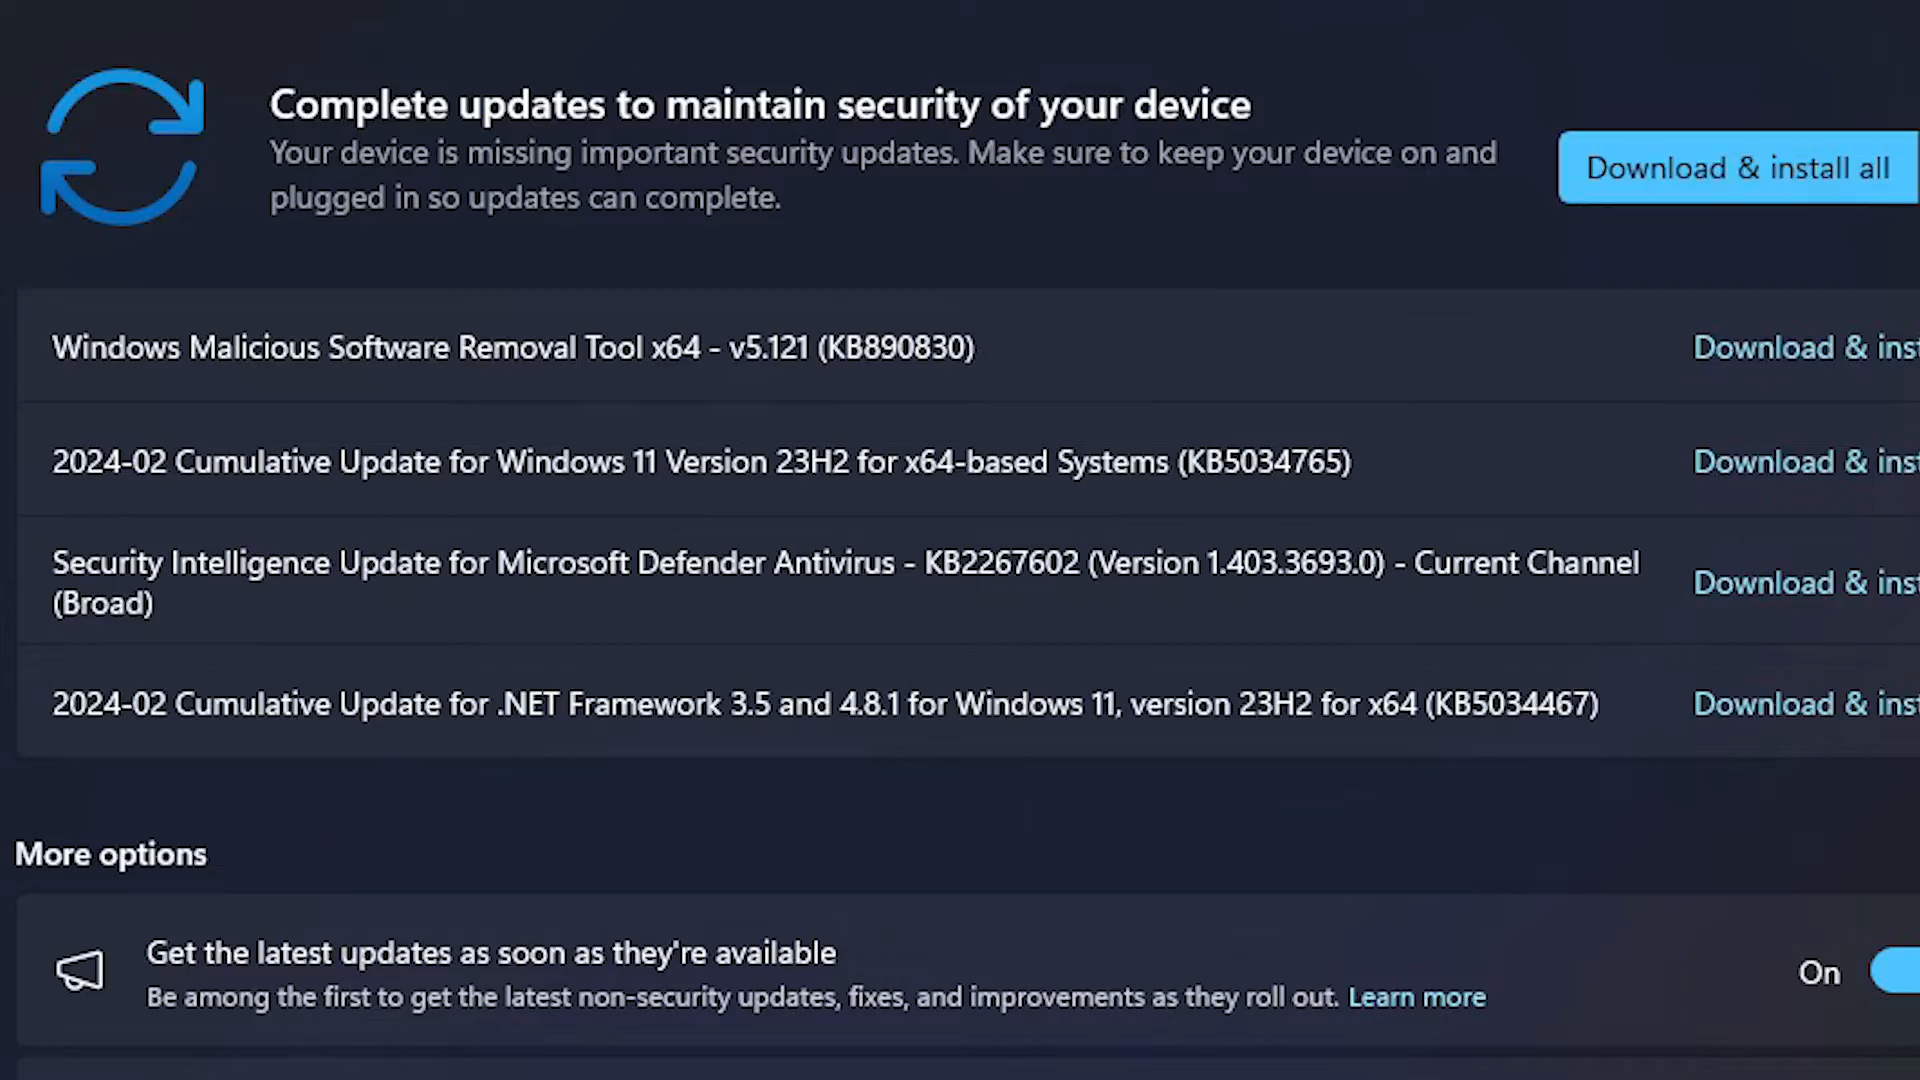 Complete updates to maintain security of your device
Your device is missing important security updates. Make sure to keep your device on and
plugged in so updates can complete.
Download & install all
Windows Malicious Software Removal Tool x64 - v5.121 (KB890830)
Download & inst
2024-02 Cumulative Update for Windows 11 Version 23H2 for x64-based Systems (KB5034765)
Download & inst
Security Intelligence Update for Microsoft Defender Antivirus - KB2267602 (Version 1.403.3693.0) - Current Channel
(Broad)
Download & inst
2024-02 Cumulative Update for .NET Framework 3.5 and 4.8.1 for Windows 11, version 23H2 for x64 (KB5034467)
Download & inst
More options
Get the latest updates as soon as they're available
Be among the first to get the latest non-security updates, fixes, and improvements as they roll out. Learn more
On